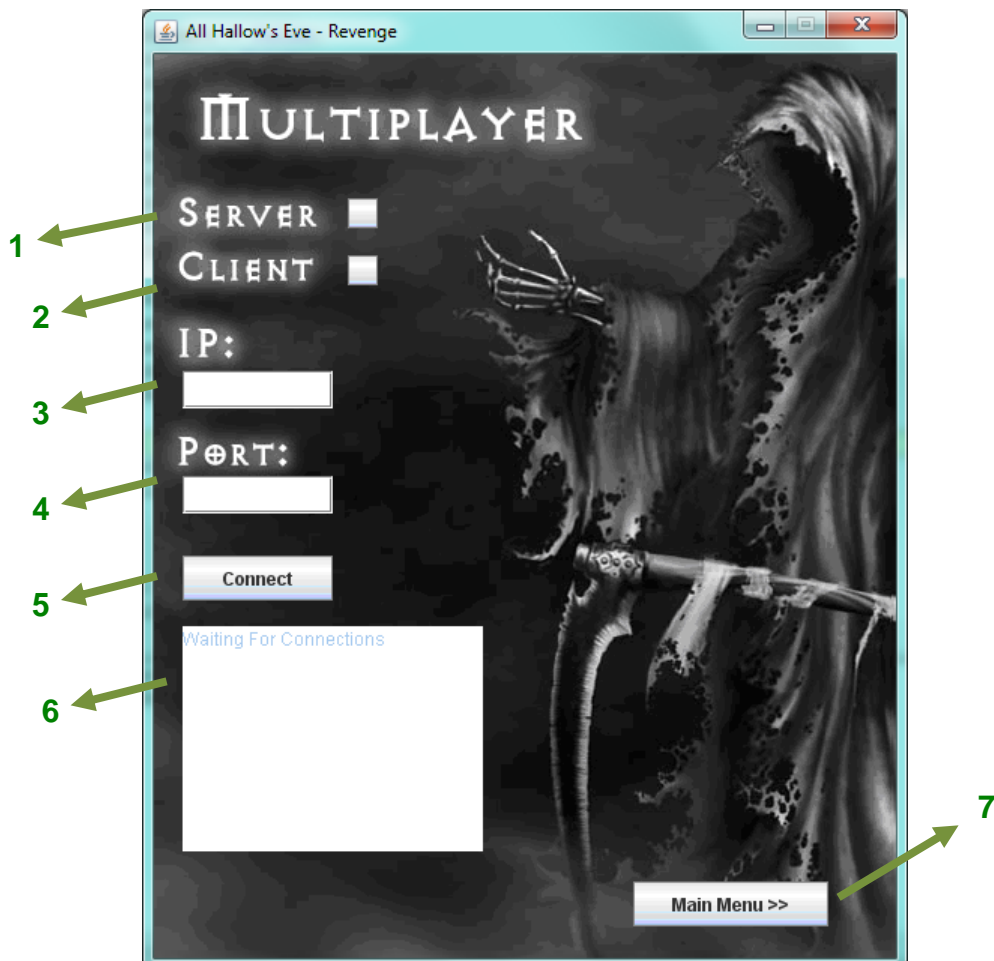 All Hallow's Eve - Revenge
MULTIPLAYER
SERVER
1
CLIENT
2
IP:
3
PORT:
4
Connect
5
Waiting For Connections
6
7
Main Menu >>